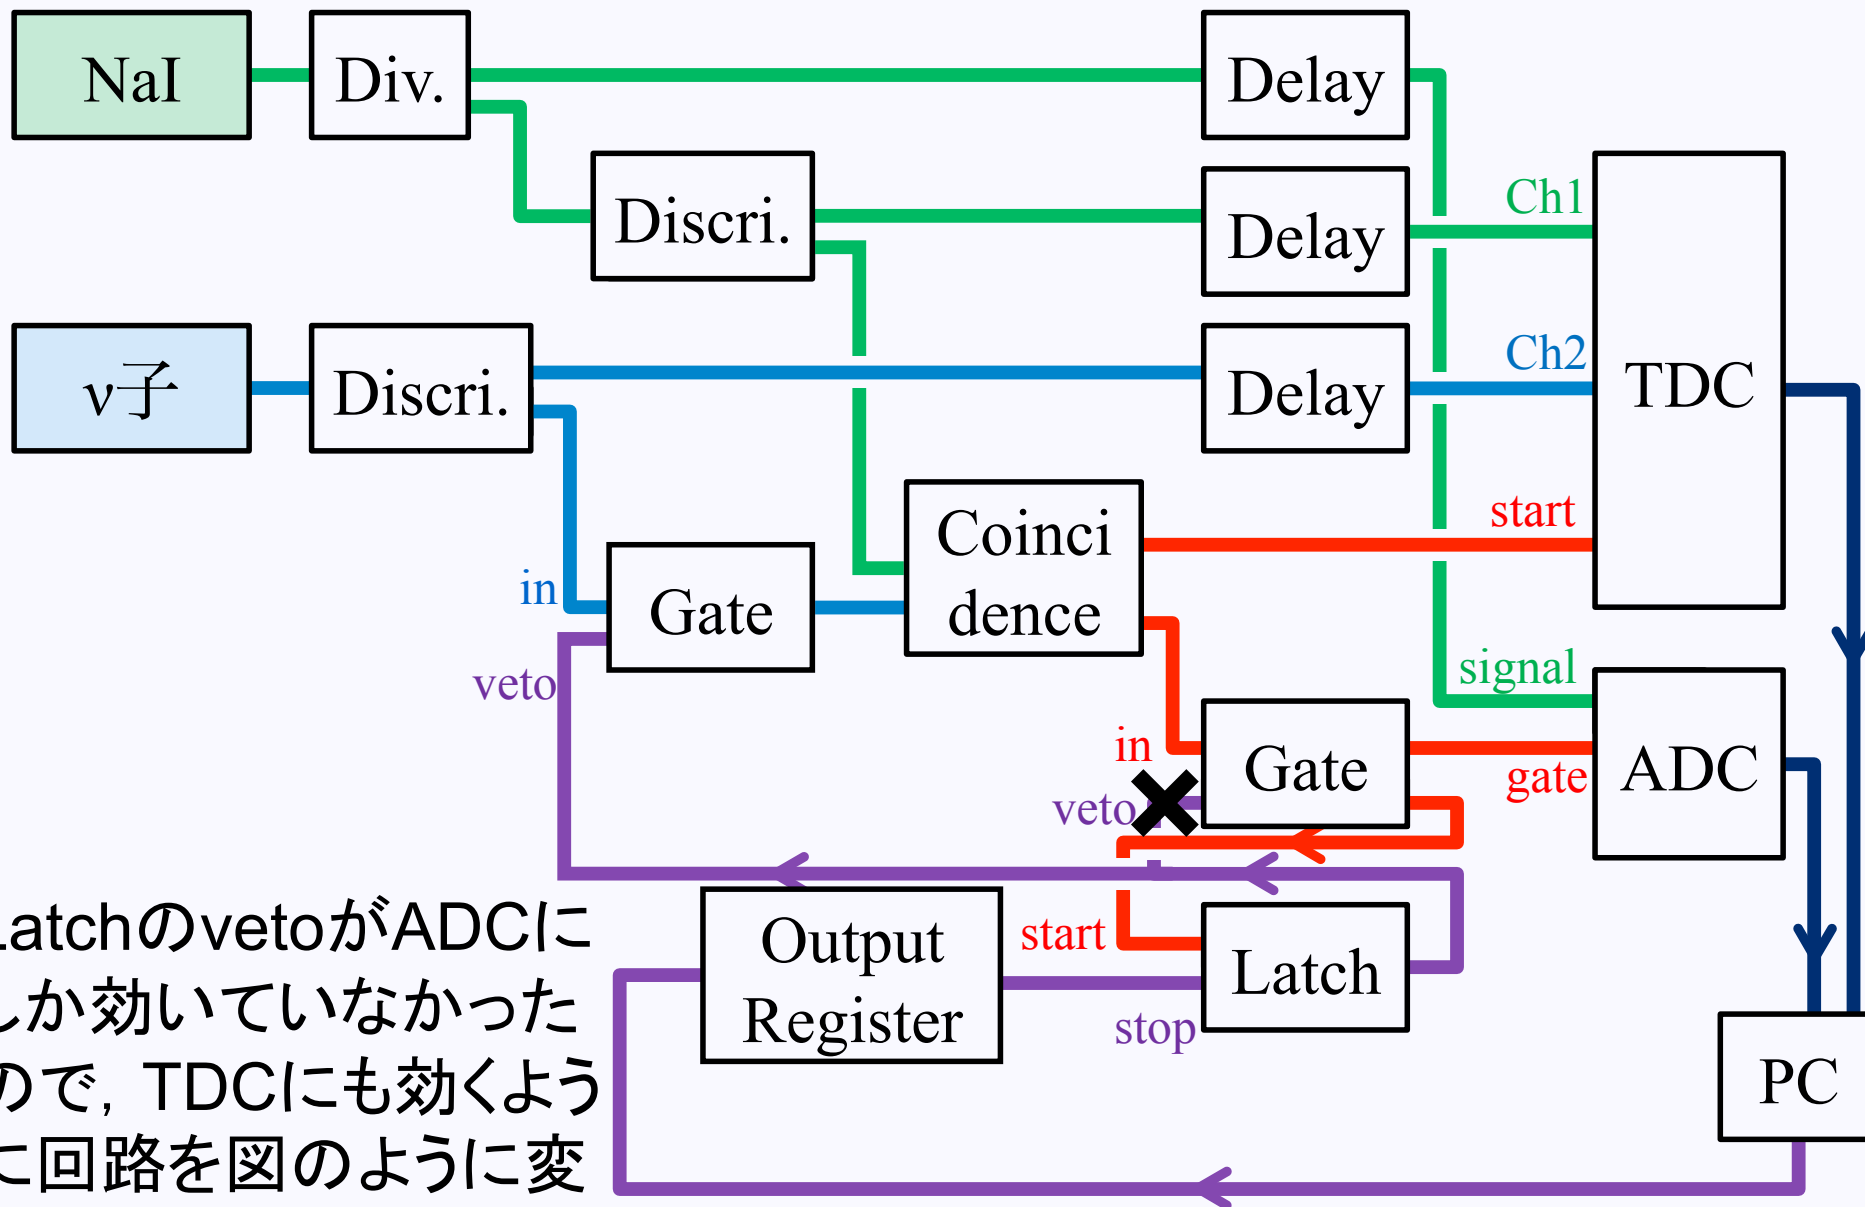 NaI
Div.
Delay
Discri.
Delay
Ch1
ν子
Discri.
Delay
Ch2
TDC
Coinci
dence
start
in
Gate
veto
signal
in
Gate
gate
ADC
veto
LatchのvetoがADCに
しか効いていなかった
ので, TDCにも効くよう
に回路を図のように変
Output
Register
start
Latch
stop
PC